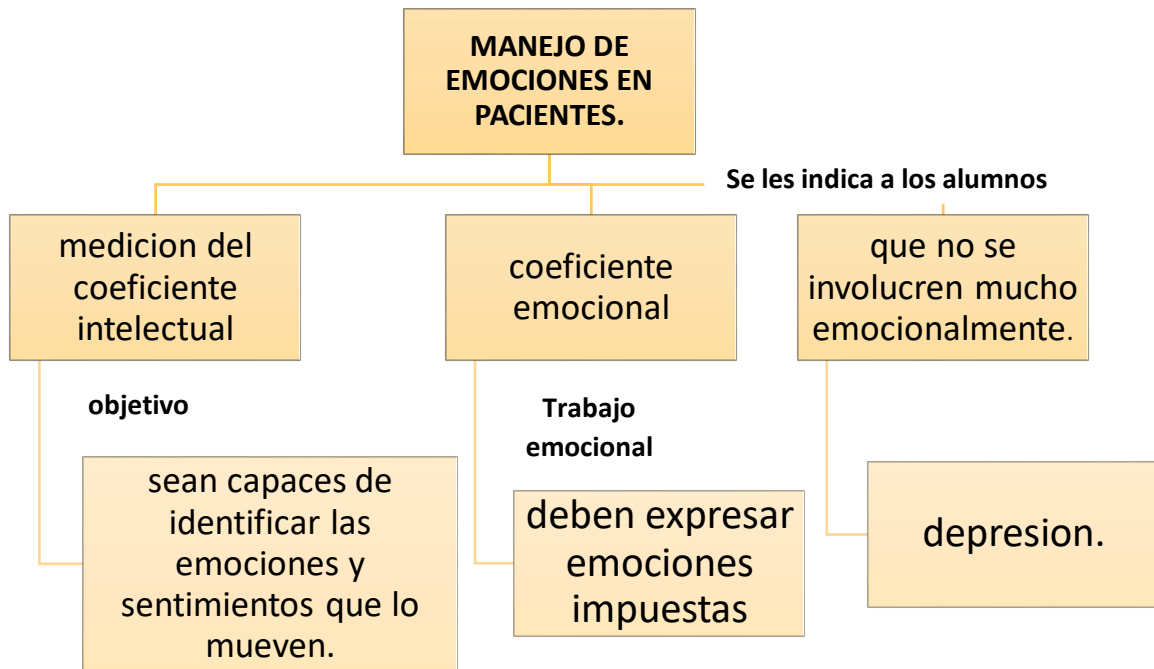 MANEJO DE
EMOCIONES EN
PACIENTES.
Se les indica a los alumnos
medicion del
coeficiente
intelectual
coeficiente
emocional
que no se
involucren mucho
emocionalmente.
objetivo
Trabajo
emocional
sean capaces de
identificar las
emociones y
sentimientos que lo
mueven.
deben expresar
emociones
impuestas
depresion.